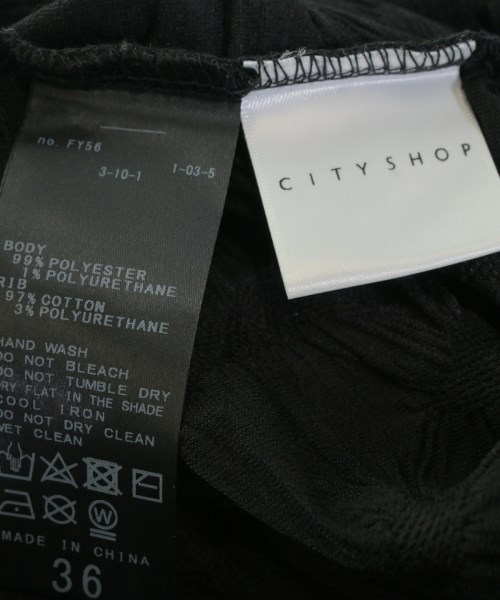 no. FY56
3-10-1 1-03-5
CITYSHOP
BODY
99% POLYESTER
1% POLYURETHANE
RIB
97% COTTON
3% POLYURETHANE
HAND WASH
DO NOT BLEACH
DO NOT TUMBLE DRY
DRY FLAT IN THE SHADE
COOL IRON
DO NOT DRY CLEAN
WET CLEAN
W
MADE IN CHINA
36